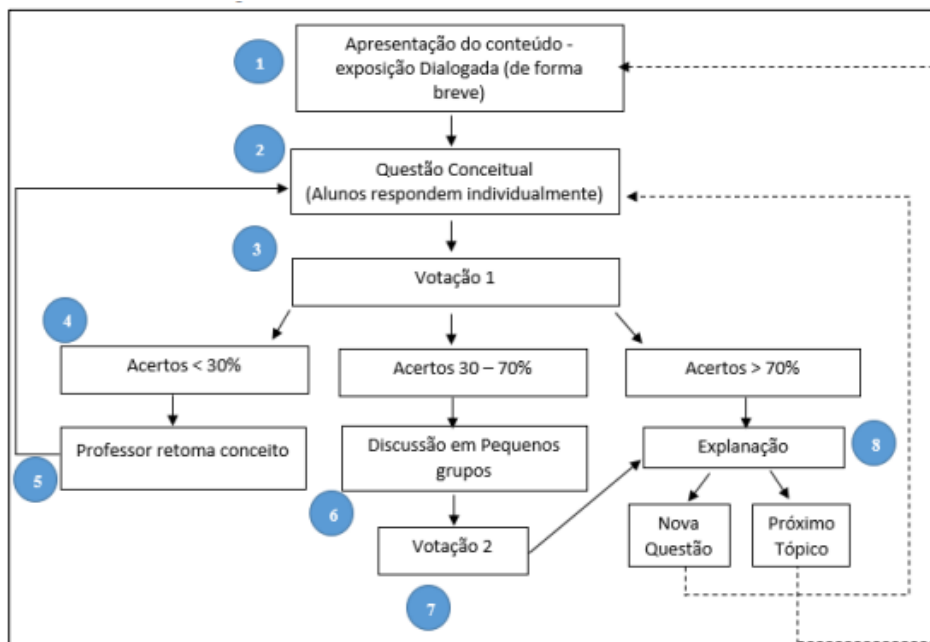 1
Apresentação do conteúdo -
exposição Dialogada (de forma
breve)
2
Questão Conceitual
(Alunos respondem individualmente)
3
Votação 1
4
Acertos < 30%
Acertos 30 – 70%
Acertos > 70%
Professor retoma conceito
5
Discussão em Pequenos
grupos
6
Explanação
8
Nova
Questão
Próximo
Tópico
Votação 2
7